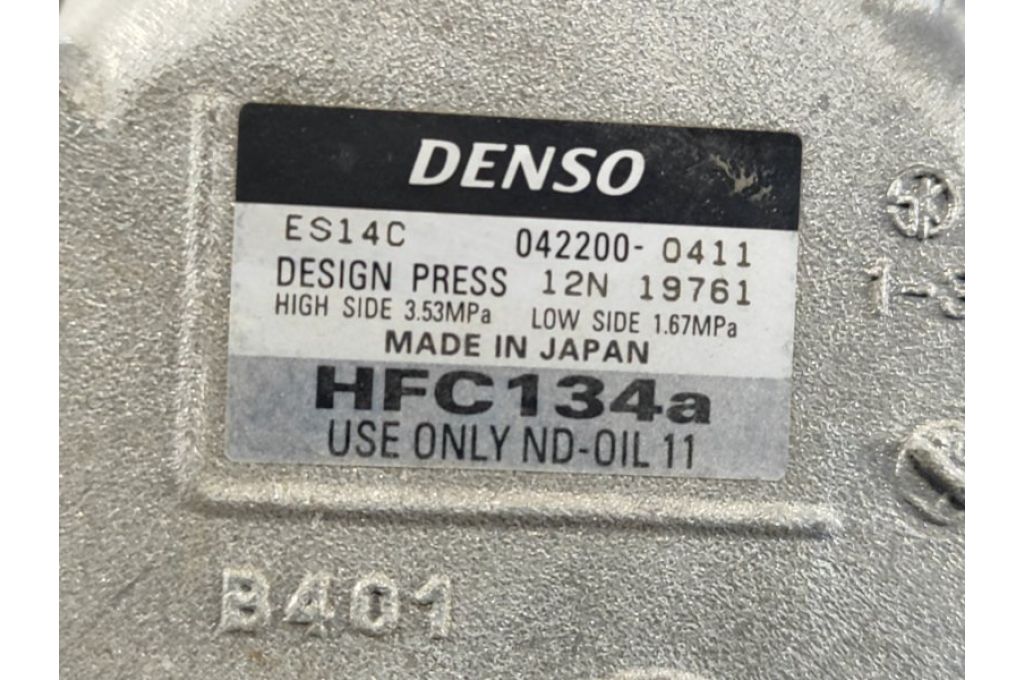 DENSO
ES14C 042200-0411
DESIGN PRESS 12N 19761
HIGH SIDE 3.53MPa LOW SIDE 1.67MPa
MADE IN JAPAN
HFC134a
USE ONLY ND-OIL 11
B401